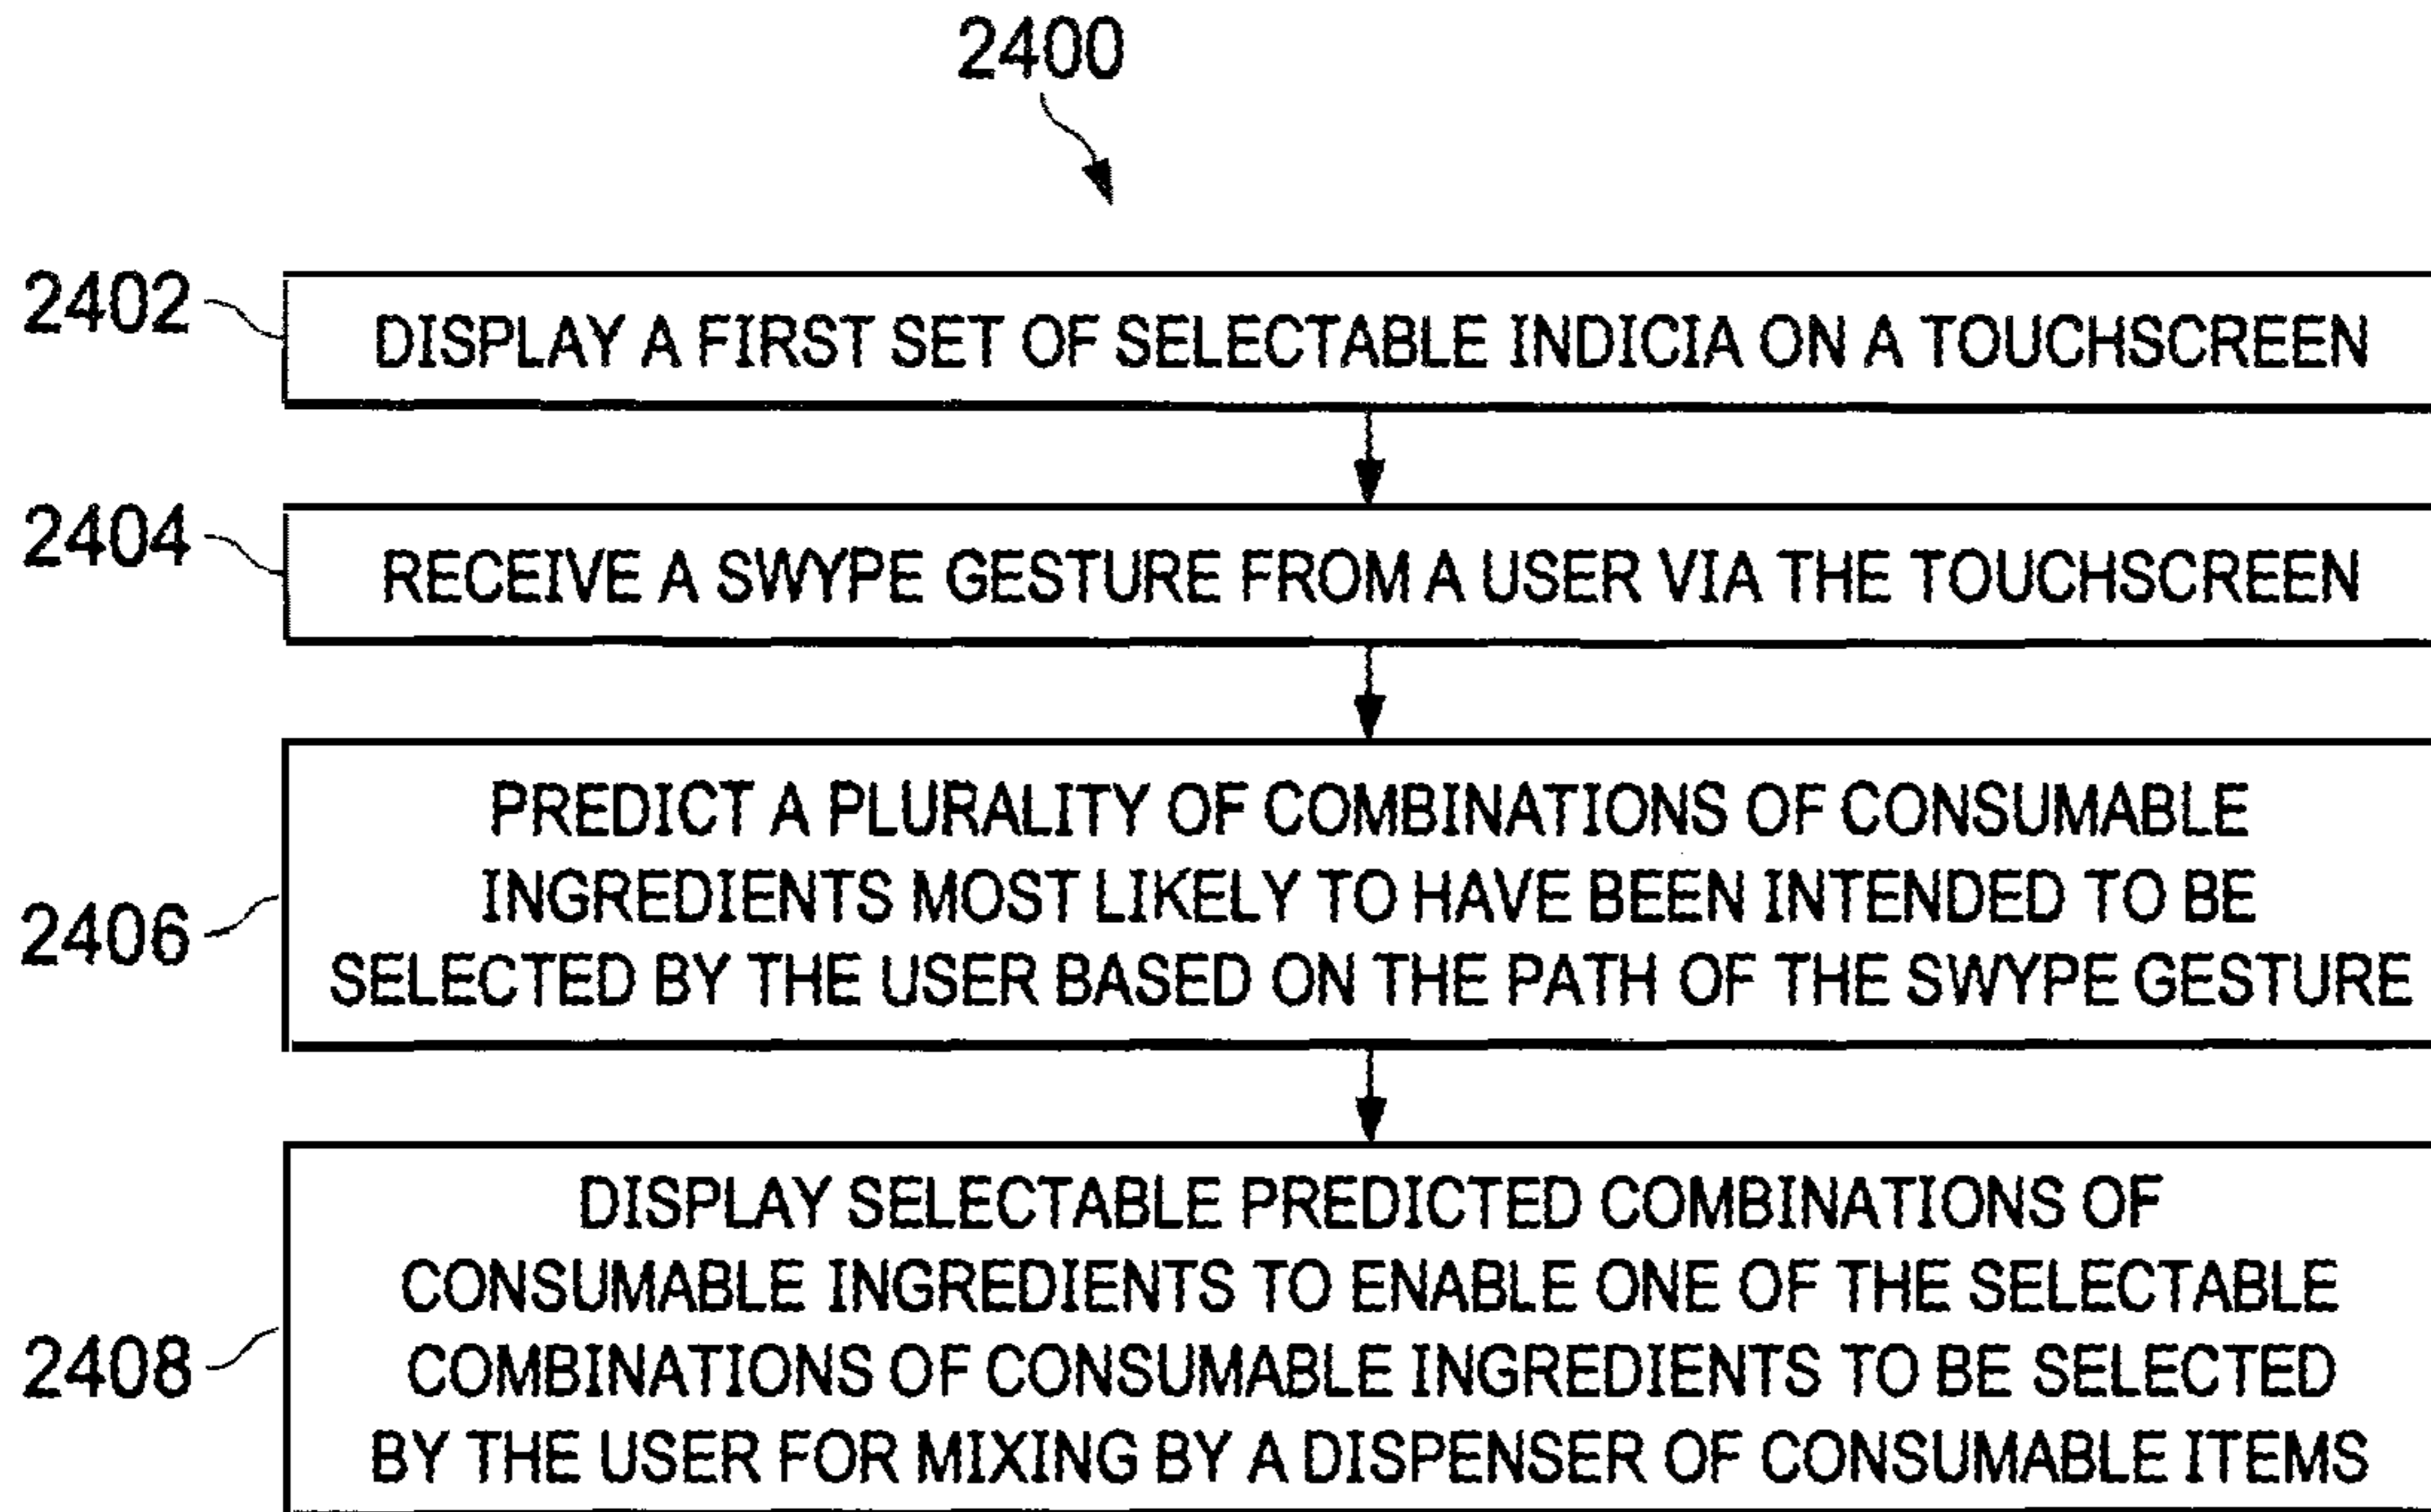 2400
2402
DISPLAY A FIRST SET OF SELECTABLE INDICIA ON A TOUCHSCREEN
2404
RECEIVE A SWYPE GESTURE FROM A USER VIA THE TOUCHSCREEN
2406
PREDICT A PLURALITY OF COMBINATIONS OF CONSUMABLE
INGREDIENTS MOST LIKELY TO HAVE BEEN INTENDED TO BE
SELECTED BY THE USER BASED ON THE PATH OF THE SWYPE GESTURE
2408
DISPLAY SELECTABLE PREDICTED COMBINATIONS OF
CONSUMABLE INGREDIENTS TO ENABLE ONE OF THE SELECTABLE
COMBINATIONS OF CONSUMABLE INGREDIENTS TO BE SELECTED
BY THE USER FOR MIXING BY A DISPENSER OF CONSUMABLE ITEMS